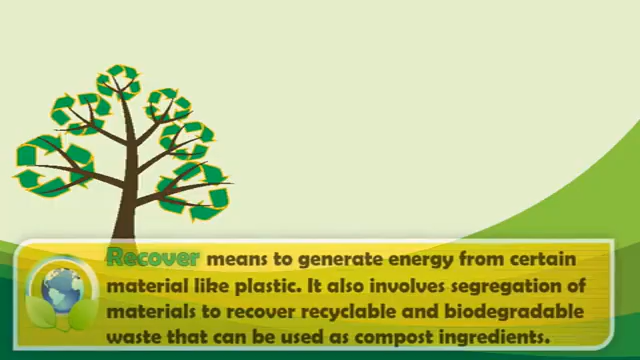 Recover means to generate energy from certain
material like plastic. It also involves segregation of
materials to recover recyclable and biodegradable
waste that can be used as compost ingredients.